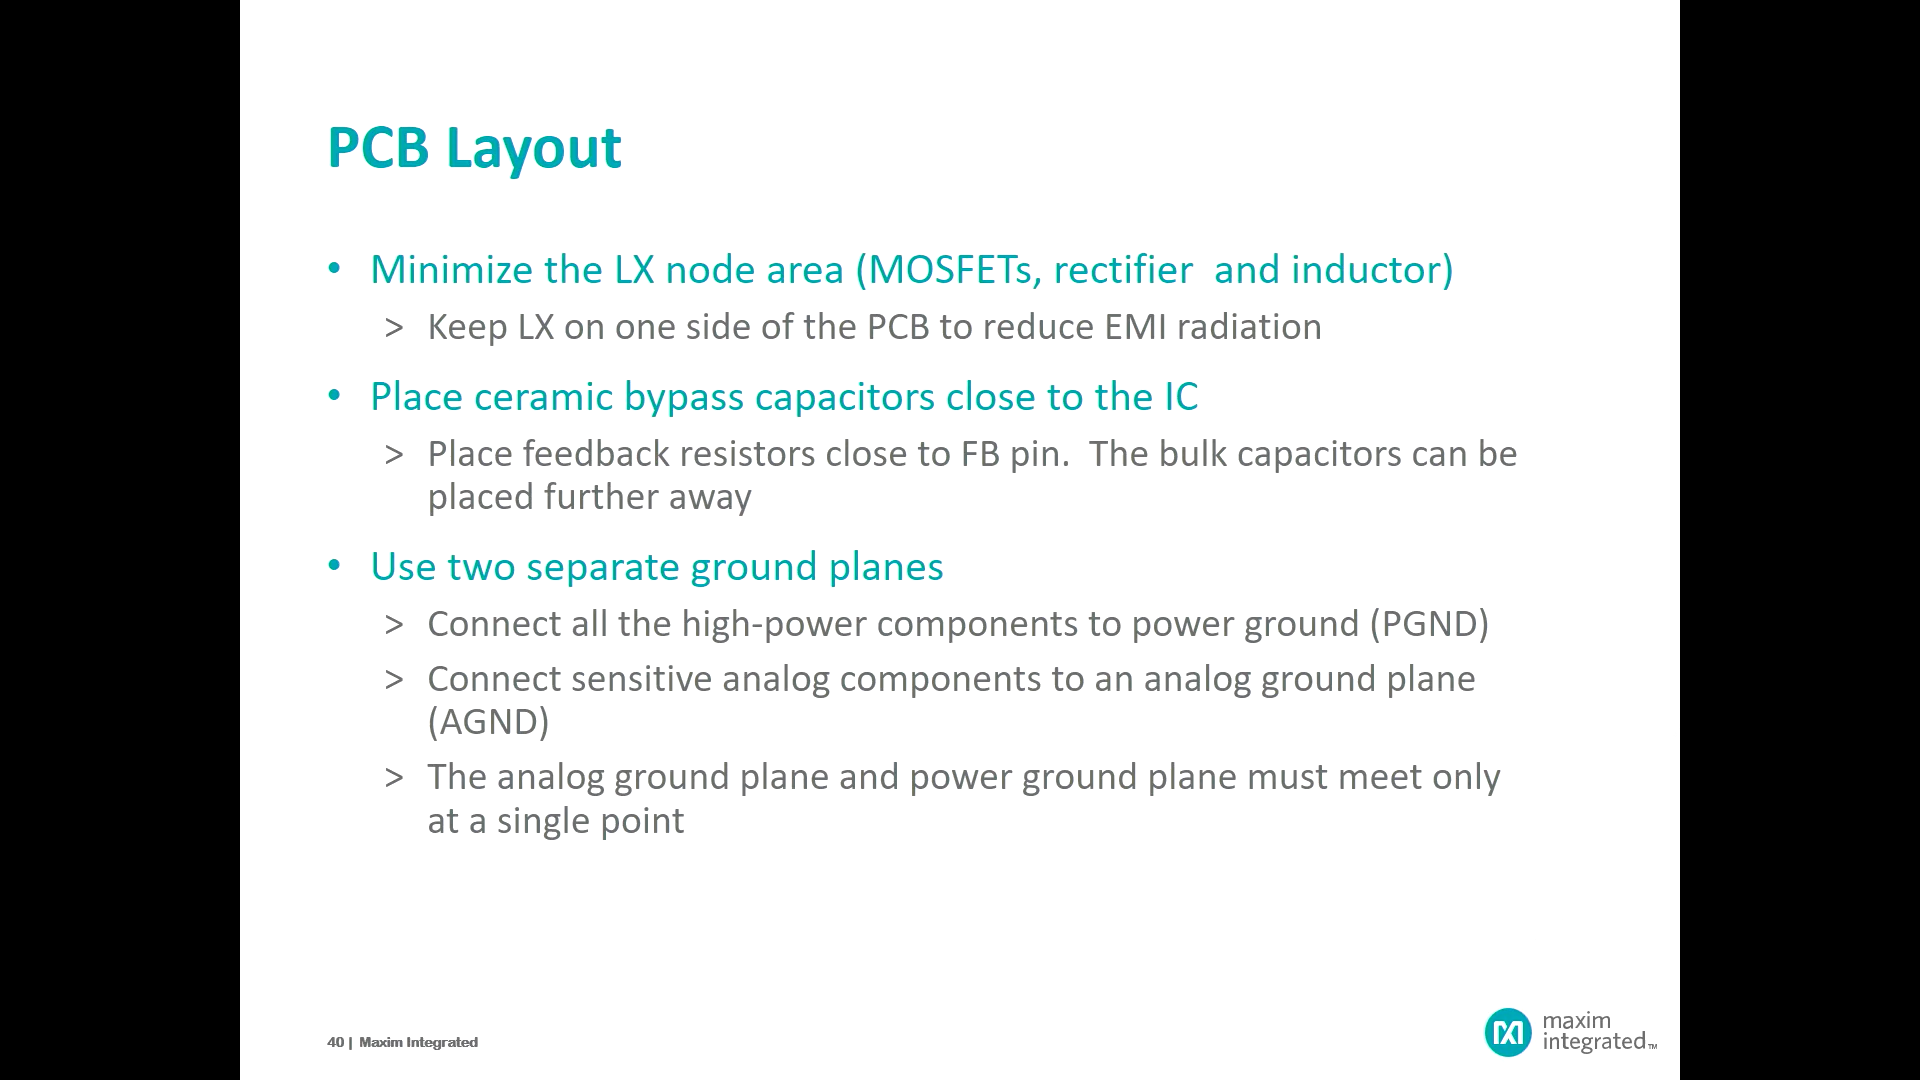 PCB Layout
• Minimize the LX node area (MOSFETs, rectifier  and inductor)
> Keep LX on one side of the PCB to reduce EMI radiation
• Place ceramic bypass capacitors close to the IC
> Place feedback resistors close to FB pin.  The bulk capacitors can be
placed further away
• Use two separate ground planes
> Connect all the high-power components to power ground (PGND)
> Connect sensitive analog components to an analog ground plane
(AGND)
> The analog ground plane and power ground plane must meet only
at a single point
40 | Maxim Integrated
maxim
integrated™